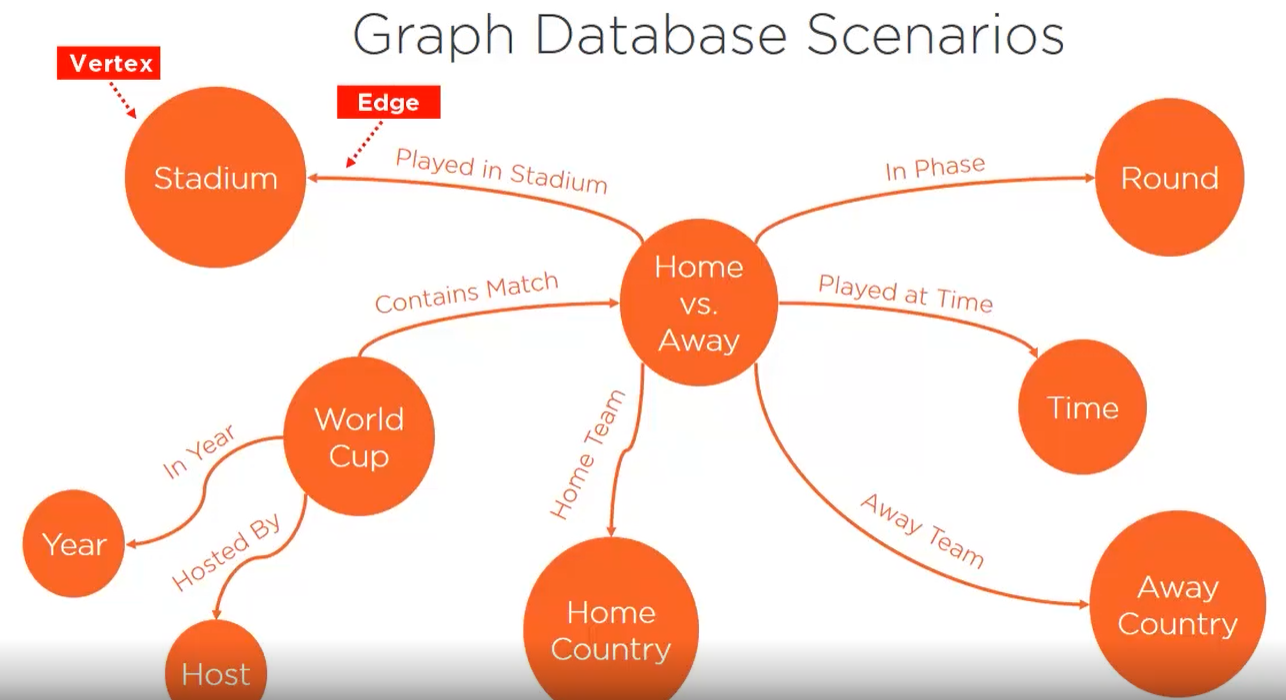 Graph Database Scenarios
Vertex
Edge
Stadium
Played in Stadium
In Phase
Round
Home
vs.
Away
Contains Match
Played at Time
World
Cup
Time
In Year
Home Team
Away Team
Year
Hosted By
Home
Country
Away
Country
Host